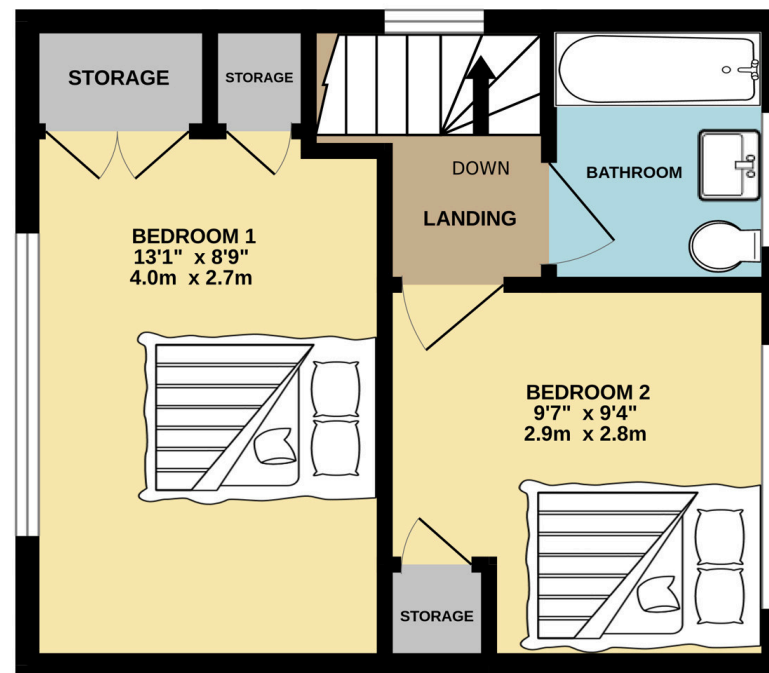 STORAGE
STORAGE
DOWN
LANDING
BATHROOM
BEDROOM 1
13'1" x 8'9"
4.0m x 2.7m
BEDROOM 2
9'7" x 9'4"
2.9m x 2.8m
STORAGE